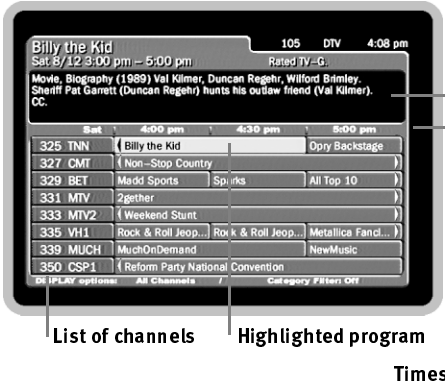 Billy the Kid 105 DTV 4:08 pm
Sat 8/12 3:00 pm – 5:00 pm Rated TV–G.
Movie, Biography (1989) Val Kilmer, Duncan Regehr, Wilford Brimley.
Sheriff Pat Garrett (Duncan Regehr) hunts his outlaw friend (Val Kilmer).
CC.
Sat 4:00 pm 4:30 pm 5:00 pm
325 TNN Billy the Kid Opry Backstage
327 CMT Non–Stop Country
329 BET Madd Sports Sparks All Top 10
331 MTV 2gether
333 MTV2 Weekend Stunt
335 VH1 Rock & Roll Jeop... Rock & Roll Jeop... Metallica Fancl...
339 MUCH MuchOnDemand NewMusic
350 CSP1 Reform Party National Convention
DISPLAY options: All Channels / Category Filter: Off
List of channels Highlighted program
Times